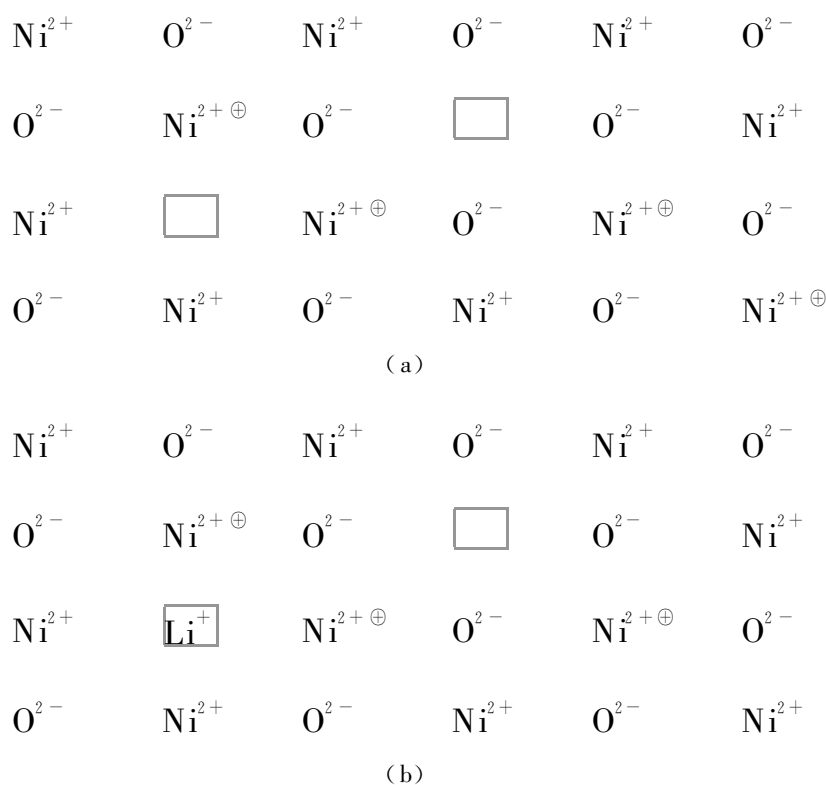 Ni²⁺ O²⁻ Ni²⁺ O²⁻ Ni²⁺ O²⁻
O²⁻ Ni²⁺⊕ O²⁻ □ O²⁻ Ni²⁺
Ni²⁺ □ Ni²⁺⊕ O²⁻ Ni²⁺⊕ O²⁻
O²⁻ Ni²⁺ O²⁻ Ni²⁺ O²⁻ Ni²⁺⊕
(a)
Ni²⁺ O²⁻ Ni²⁺ O²⁻ Ni²⁺ O²⁻
O²⁻ Ni²⁺⊕ O²⁻ □ O²⁻ Ni²⁺
Ni²⁺ Li⁺ Ni²⁺⊕ O²⁻ Ni²⁺⊕ O²⁻
O²⁻ Ni²⁺ O²⁻ Ni²⁺ O²⁻ Ni²⁺
(b)